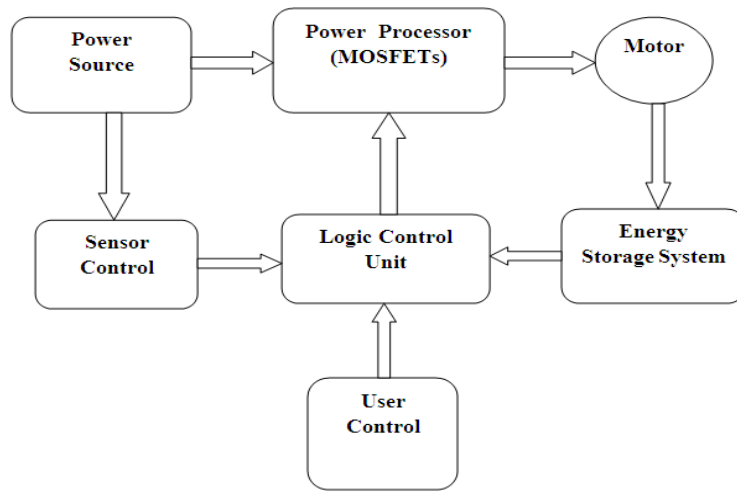 Power
Source
Power Processor
(MOSFETs)
Motor
Sensor
Control
Logic Control
Unit
Energy
Storage System
User
Control